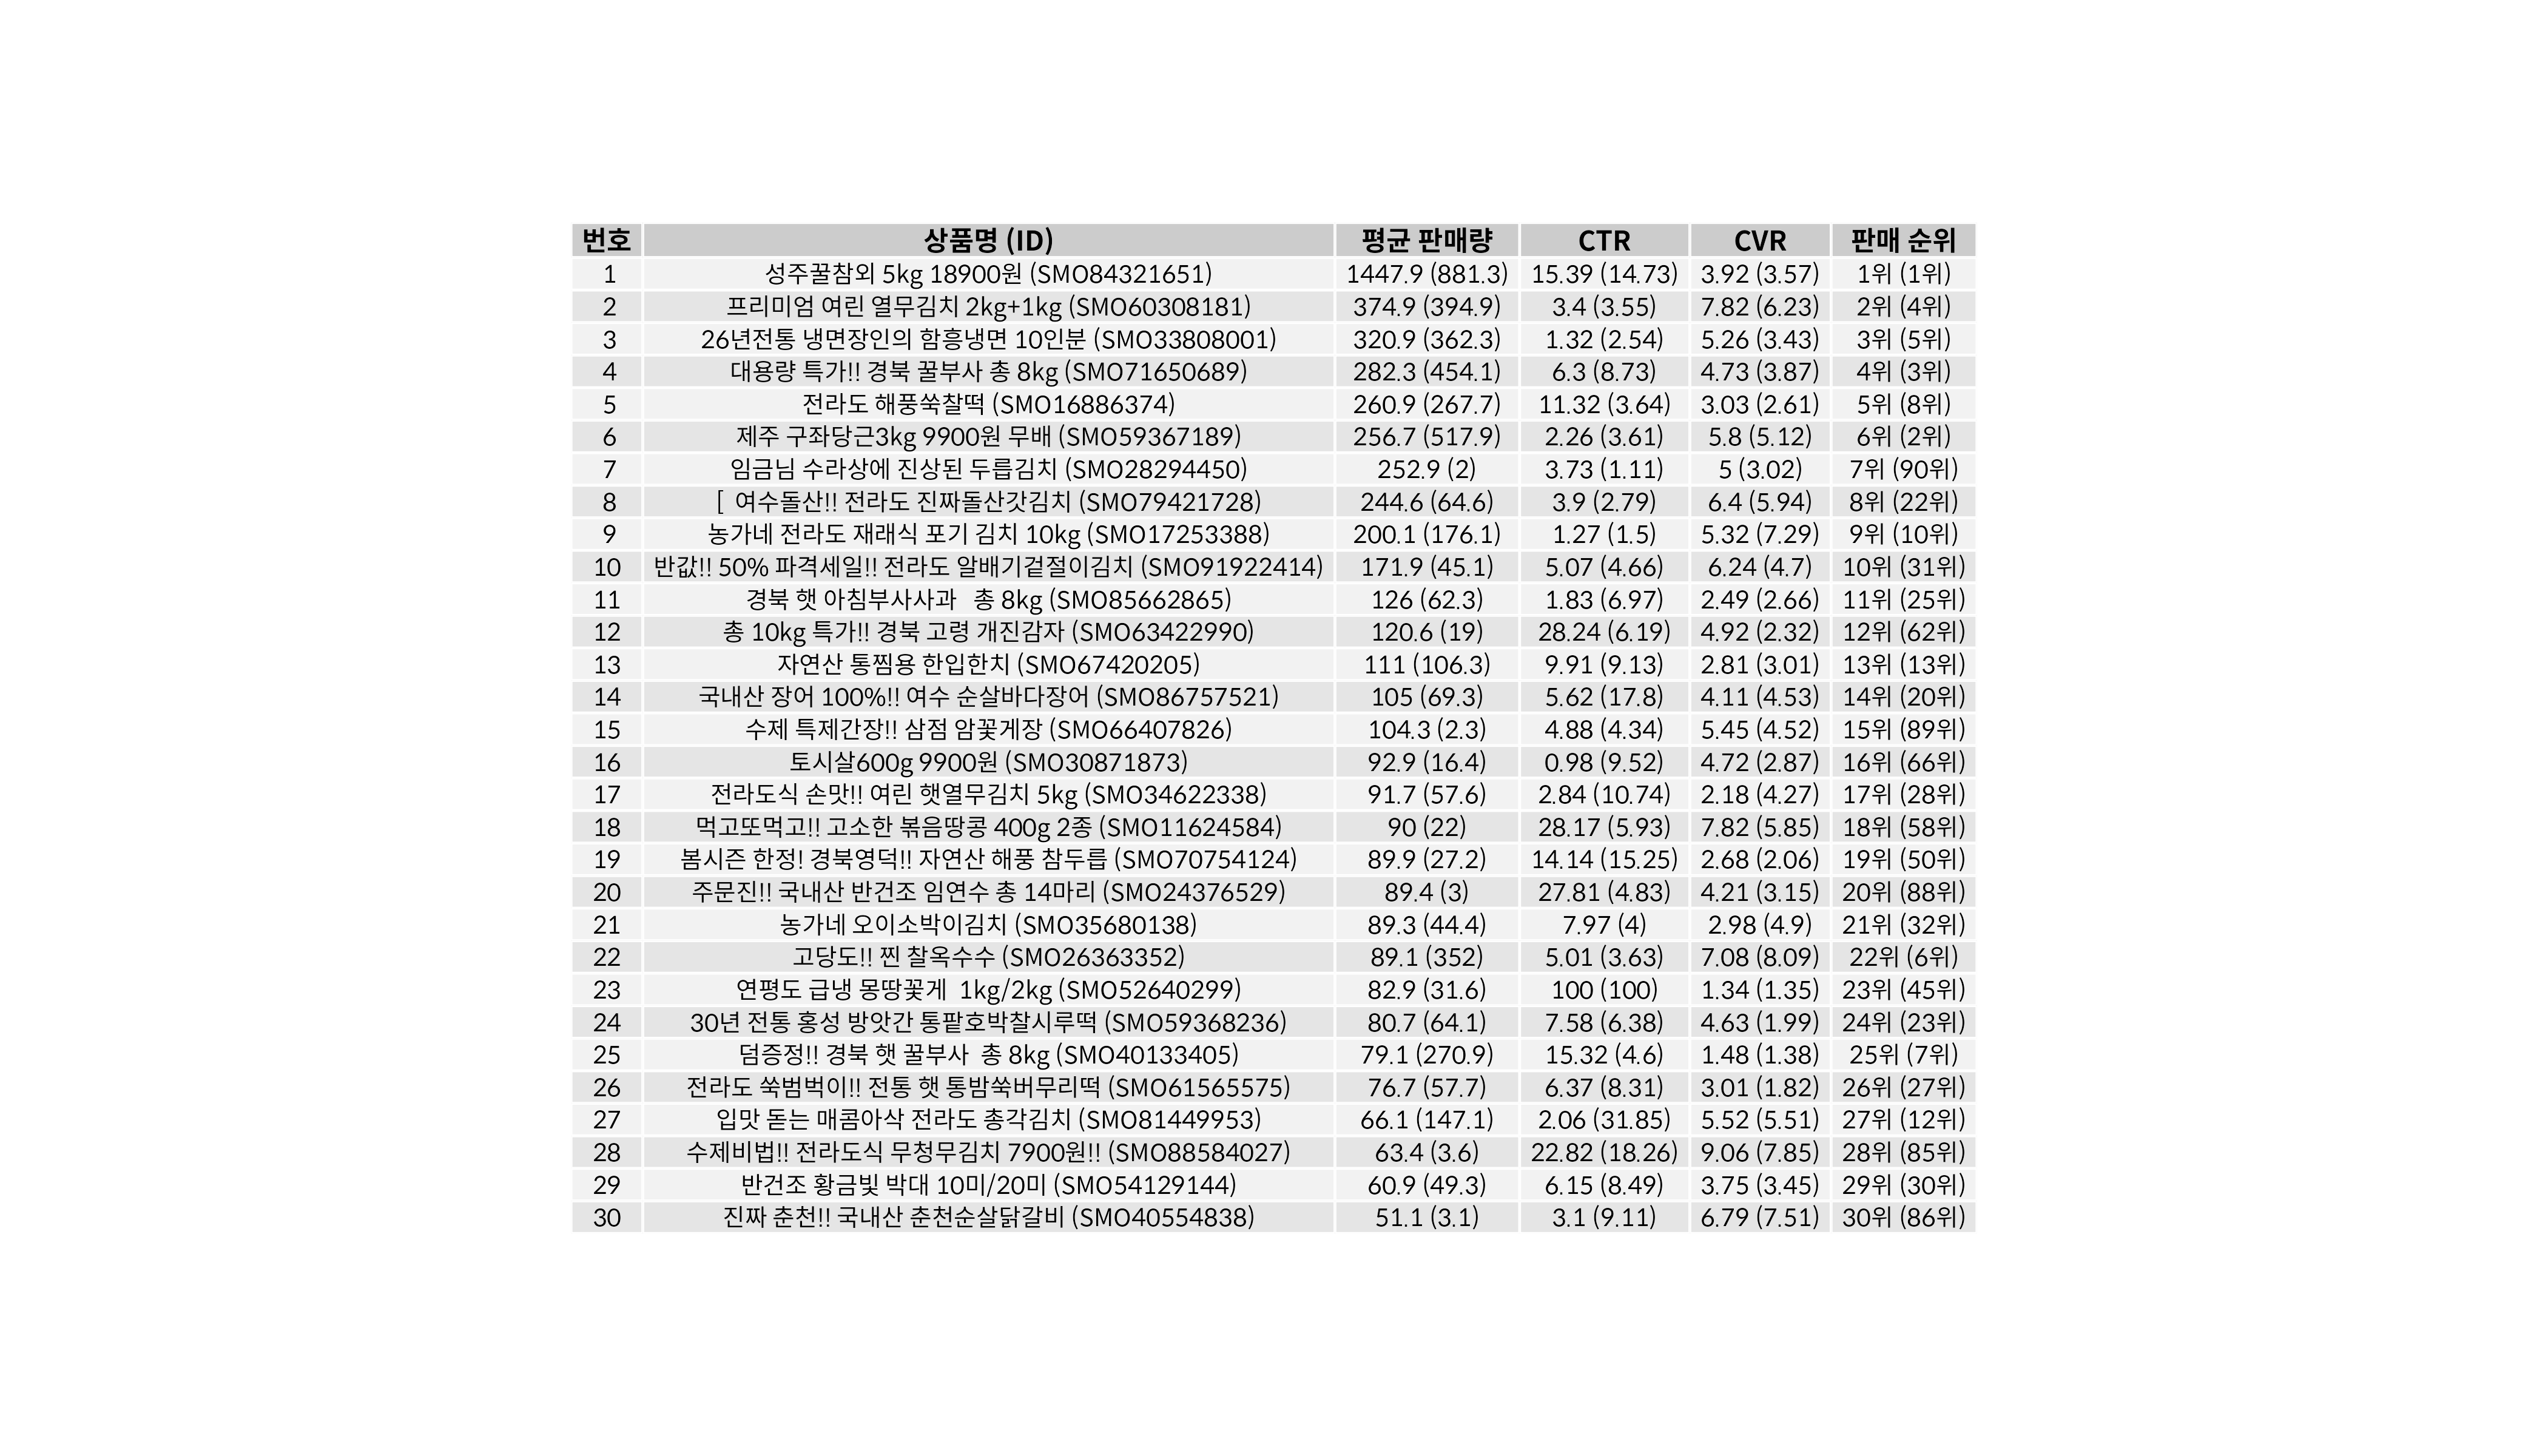 번호 상품명 (ID) 평균 판매량 CTR CVR 판매 순위
1 성주꿀참외 5kg 18900원 (SMO84321651) 1447.9 (881.3) 15.39 (14.73) 3.92 (3.57) 1위 (1위)
2 프리미엄 여린 열무김치 2kg+1kg (SMO60308181) 374.9 (394.9) 3.4 (3.55) 7.82 (6.23) 2위 (4위)
3 26년전통 냉면장인의 함흥냉면 10인분 (SMO33808001) 320.9 (362.3) 1.32 (2.54) 5.26 (3.43) 3위 (5위)
4 대용량 특가!! 경북 꿀부사 총 8kg (SMO71650689) 282.3 (454.1) 6.3 (8.73) 4.73 (3.87) 4위 (3위)
5 전라도 해풍쑥찰떡 (SMO16886374) 260.9 (267.7) 11.32 (3.64) 3.03 (2.61) 5위 (8위)
6 제주 구좌당근3kg 9900원 무배 (SMO59367189) 256.7 (517.9) 2.26 (3.61) 5.8 (5.12) 6위 (2위)
7 임금님 수라상에 진상된 두릅김치 (SMO28294450) 252.9 (2) 3.73 (1.11) 5 (3.02) 7위 (90위)
8 [ 여수돌산!! 전라도 진짜돌산갓김치 (SMO79421728) 244.6 (64.6) 3.9 (2.79) 6.4 (5.94) 8위 (22위)
9 농가네 전라도 재래식 포기 김치 10kg (SMO17253388) 200.1 (176.1) 1.27 (1.5) 5.32 (7.29) 9위 (10위)
10 반값!! 50% 파격세일!! 전라도 알배기겉절이김치 (SMO91922414) 171.9 (45.1) 5.07 (4.66) 6.24 (4.7) 10위 (31위)
11 경북 햇 아침부사사과 총 8kg (SMO85662865) 126 (62.3) 1.83 (6.97) 2.49 (2.66) 11위 (25위)
12 총 10kg 특가!! 경북 고령 개진감자 (SMO63422990) 120.6 (19) 28.24 (6.19) 4.92 (2.32) 12위 (62위)
13 자연산 통찜용 한입한치 (SMO67420205) 111 (106.3) 9.91 (9.13) 2.81 (3.01) 13위 (13위)
14 국내산 장어 100%!! 여수 순살바다장어 (SMO86757521) 105 (69.3) 5.62 (17.8) 4.11 (4.53) 14위 (20위)
15 수제 특제간장!! 삼점 암꽃게장 (SMO66407826) 104.3 (2.3) 4.88 (4.34) 5.45 (4.52) 15위 (89위)
16 토시살600g 9900원 (SMO30871873) 92.9 (16.4) 0.98 (9.52) 4.72 (2.87) 16위 (66위)
17 전라도식 손맛!! 여린 햇열무김치 5kg (SMO34622338) 91.7 (57.6) 2.84 (10.74) 2.18 (4.27) 17위 (28위)
18 먹고또먹고!! 고소한 볶음땅콩 400g 2종 (SMO11624584) 90 (22) 28.17 (5.93) 7.82 (5.85) 18위 (58위)
19 봄시즌 한정! 경북영덕!! 자연산 해풍 참두릅 (SMO70754124) 89.9 (27.2) 14.14 (15.25) 2.68 (2.06) 19위 (50위)
20 주문진!! 국내산 반건조 임연수 총 14마리 (SMO24376529) 89.4 (3) 27.81 (4.83) 4.21 (3.15) 20위 (88위)
21 농가네 오이소박이김치 (SMO35680138) 89.3 (44.4) 7.97 (4) 2.98 (4.9) 21위 (32위)
22 고당도!! 찐 찰옥수수 (SMO26363352) 89.1 (352) 5.01 (3.63) 7.08 (8.09) 22위 (6위)
23 연평도 급냉 몽땅꽃게 1kg/2kg (SMO52640299) 82.9 (31.6) 100 (100) 1.34 (1.35) 23위 (45위)
24 30년 전통 홍성 방앗간 통팥호박찰시루떡 (SMO59368236) 80.7 (64.1) 7.58 (6.38) 4.63 (1.99) 24위 (23위)
25 덤증정!! 경북 햇 꿀부사 총 8kg (SMO40133405) 79.1 (270.9) 15.32 (4.6) 1.48 (1.38) 25위 (7위)
26 전라도 쑥범벅이!! 전통 햇 통밤쑥버무리떡 (SMO61565575) 76.7 (57.7) 6.37 (8.31) 3.01 (1.82) 26위 (27위)
27 입맛 돋는 매콤아삭 전라도 총각김치 (SMO81449953) 66.1 (147.1) 2.06 (31.85) 5.52 (5.51) 27위 (12위)
28 수제비법!! 전라도식 무청무김치 7900원!! (SMO88584027) 63.4 (3.6) 22.82 (18.26) 9.06 (7.85) 28위 (85위)
29 반건조 황금빛 박대 10미/20미 (SMO54129144) 60.9 (49.3) 6.15 (8.49) 3.75 (3.45) 29위 (30위)
30 진짜 춘천!! 국내산 춘천순살닭갈비 (SMO40554838) 51.1 (3.1) 3.1 (9.11) 6.79 (7.51) 30위 (86위)